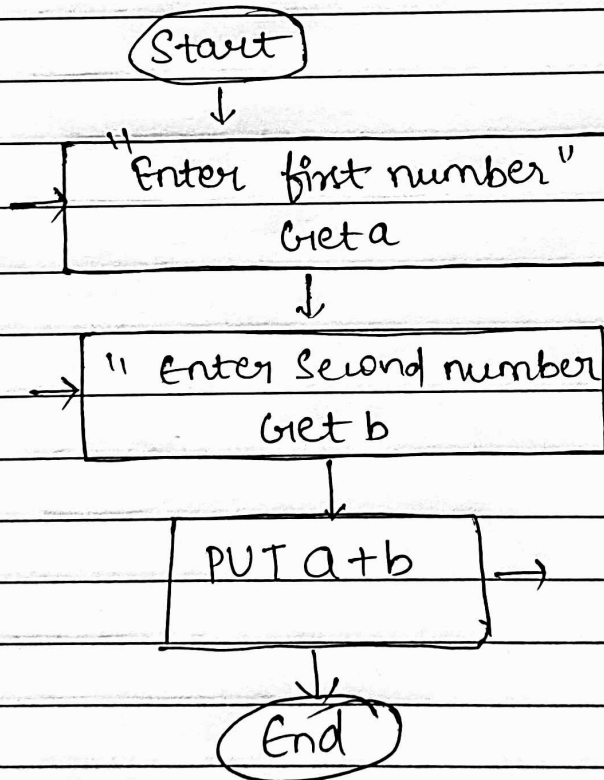 Start
"Enter first number"
Get a
" Enter Second number
Get b
PUT a+b
End